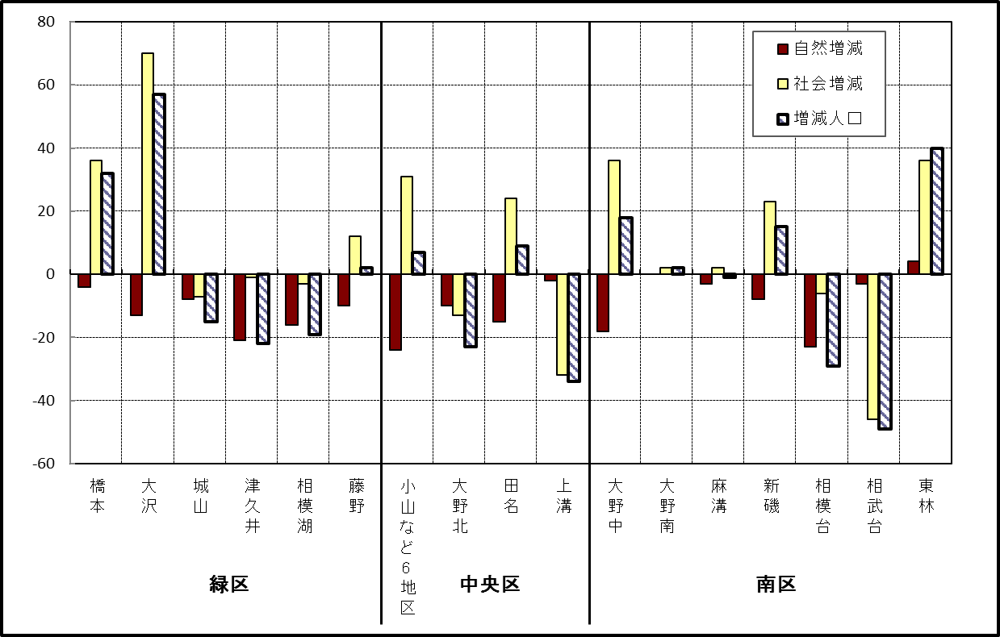 80
60
40
20
0
-20
-40
-60
自然増減
社会増減
増減人口
橋本
大沢
城山
津久井
相模湖
藤野
小山など6地区
大野北
田名
上溝
大野中
大野南
麻溝
新磯
相模台
相武台
東林
緑区
中央区
南区